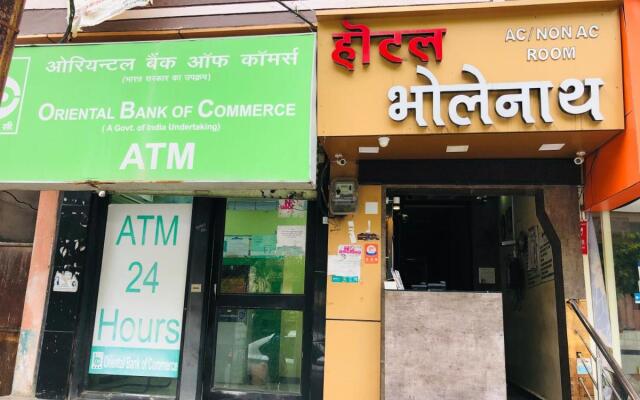 ओरियन्टल बैंक ऑफ कॉमर्स
(भारत सरकार का उपक्रम)
ORIENTAL BANK OF COMMERCE
(A Govt. of India Undertaking)
ATM
हॊटल
AC/NON AC
ROOM
भोलेनाथ
ATM
24
Hours
Oriental Bank of Commerce